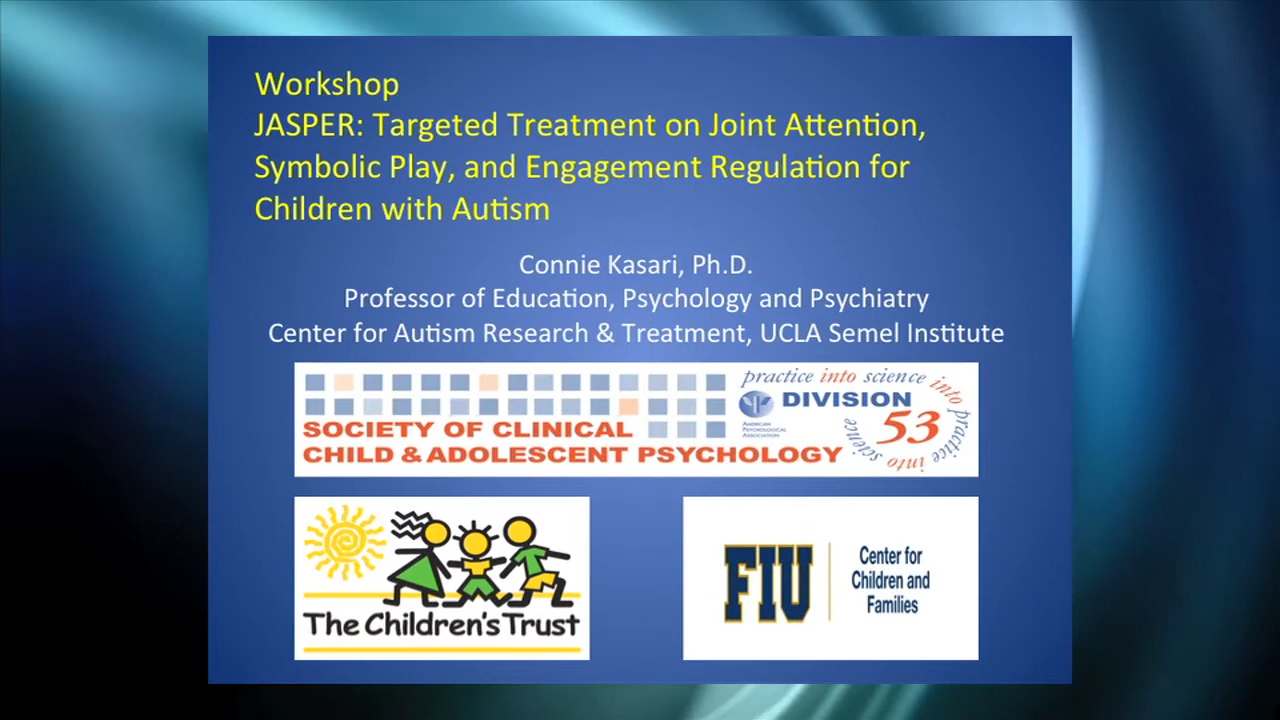 Workshop
JASPER: Targeted Treatment on Joint Attention,
Symbolic Play, and Engagement Regulation for
Children with Autism
Connie Kasari, Ph.D.
Professor of Education, Psychology and Psychiatry
Center for Autism Research & Treatment, UCLA Semel Institute
practice into science into practice into science
DIVISION
53
AMERICAN
PSYCHOLOGICAL
ASSOCIATION
SOCIETY OF CLINICAL
CHILD & ADOLESCENT PSYCHOLOGY
The Children's Trust
FIU
Center for
Children and
Families